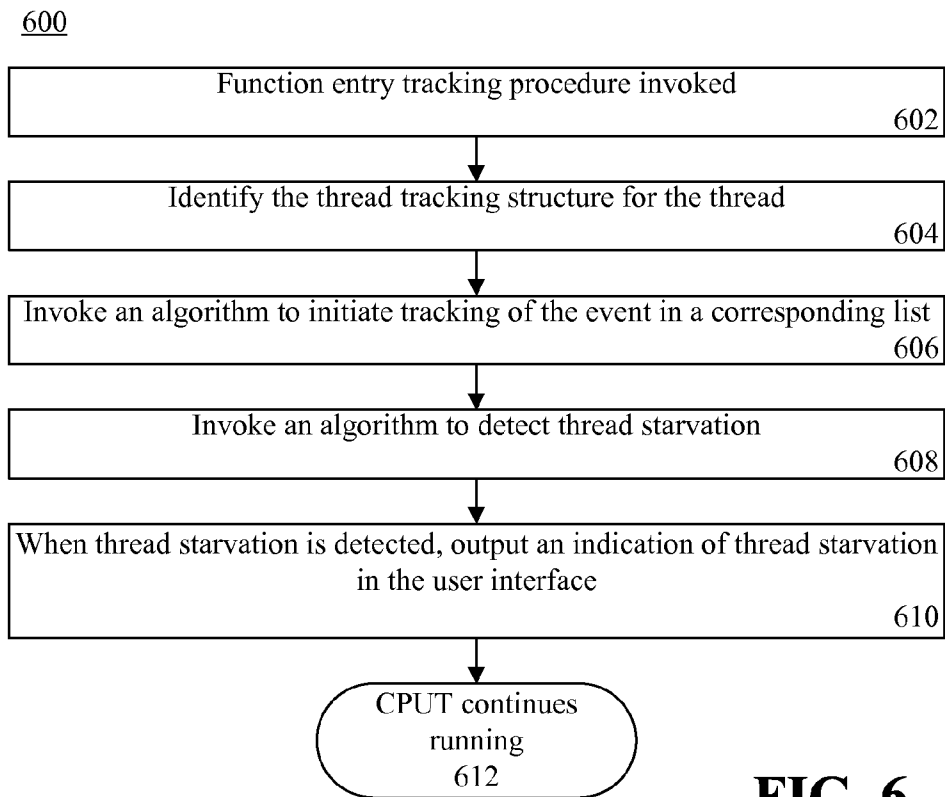 600
Function entry tracking procedure invoked
602
Identify the thread tracking structure for the thread
604
Invoke an algorithm to initiate tracking of the event in a corresponding list
606
Invoke an algorithm to detect thread starvation
608
When thread starvation is detected, output an indication of thread starvation
in the user interface
610
CPUT continues
running
612
FIG. 6